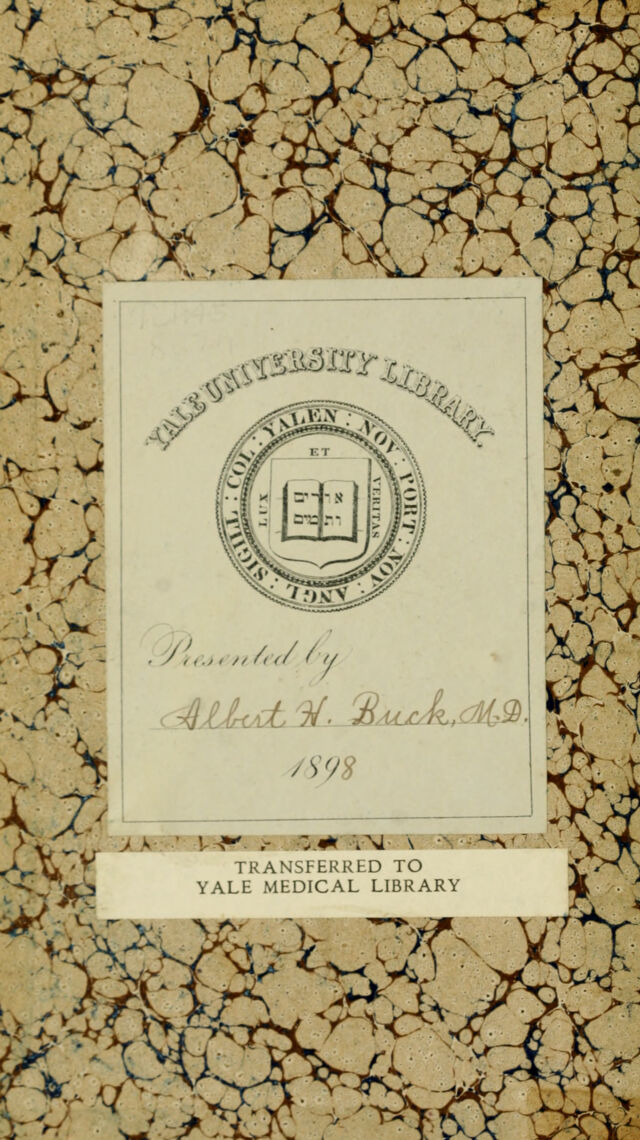 YALE UNIVERSITY LIBRARY.
SIGILL : COL : YALEN : NOV : PORT : NOV : ANGL :
ET
LUX
VERITAS
אורים
ותמים
Presented by
Albert H. Buck, M.D.
1898
TRANSFERRED TO
YALE MEDICAL LIBRARY